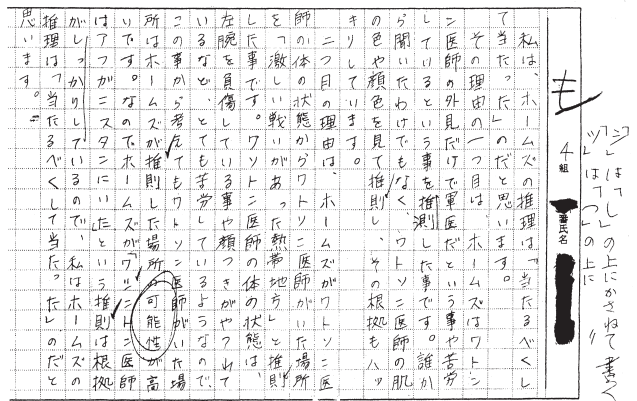 「シ」は「し」の上にかさねて書く
「ツ」は「つ」の上に 〃
も
4組
番氏名
私は、ホームズの推理は「当たるべくし
て当たった」のだと思います。
その理由の一つ目は、ホームズはワトソ
ン医師の外見だけで軍医だという事や苦労
しているという事を推測した事です。誰か
ら聞いたわけでもなく、ワトソン医師の肌
の色や顔色を見て推則し、その根拠もハッ
キリしています。
二つ目の理由は、ホームズがワトソン医
師の体の状態からワトソン医師がいた場所
を「激しい戦いがあった熱帯地方」と推則
した事です。ワソトン医師の体の状態は、
左腕を負傷している事や顔つきがやつれて
いるなど、とても苦労しているようなので、
この事から考えてもワトソン医師がいた場
所はホームズが推則した場所の可能性が高
いです。なのでホームズが「ワットン医師
はアフガニスタンにいた」という推則は根拠
がしっかりしているので、私はホームズの
推理は「当たるべくして当たった」のだと
思います。